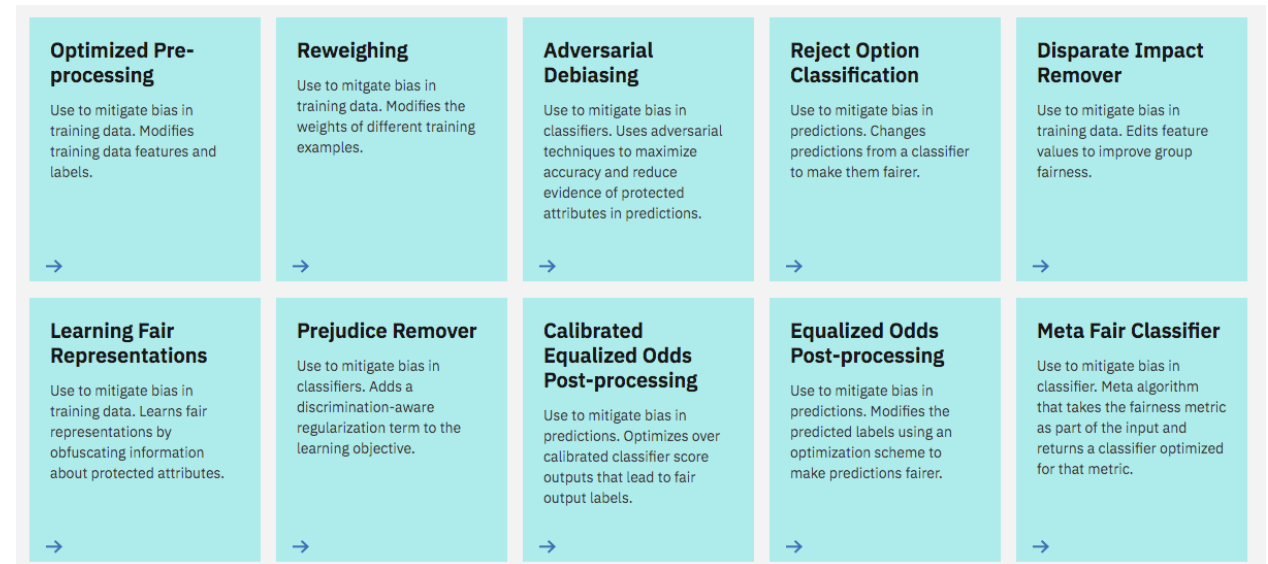 Optimized Pre-
processing
Use to mitigate bias in
training data. Modifies
training data features and
labels.
Reweighing
Use to mitgate bias in
training data. Modifies the
weights of different training
examples.
Adversarial
Debiasing
Use to mitigate bias in
classifiers. Uses adversarial
techniques to maximize
accuracy and reduce
evidence of protected
attributes in predictions.
Reject Option
Classification
Use to mitigate bias in
predictions. Changes
predictions from a classifier
to make them fairer.
Disparate Impact
Remover
Use to mitigate bias in
training data. Edits feature
values to improve group
fairness.
Learning Fair
Representations
Use to mitigate bias in
training data. Learns fair
representations by
obfuscating information
about protected attributes.
Prejudice Remover
Use to mitigate bias in
classifiers. Adds a
discrimination-aware
regularization term to the
learning objective.
Calibrated
Equalized Odds
Post-processing
Use to mitigate bias in
predictions. Optimizes over
calibrated classifier score
outputs that lead to fair
output labels.
Equalized Odds
Post-processing
Use to mitigate bias in
predictions. Modifies the
predicted labels using an
optimization scheme to
make predictions fairer.
Meta Fair Classifier
Use to mitigate bias in
classifier. Meta algorithm
that takes the fairness metric
as part of the input and
returns a classifier optimized
for that metric.